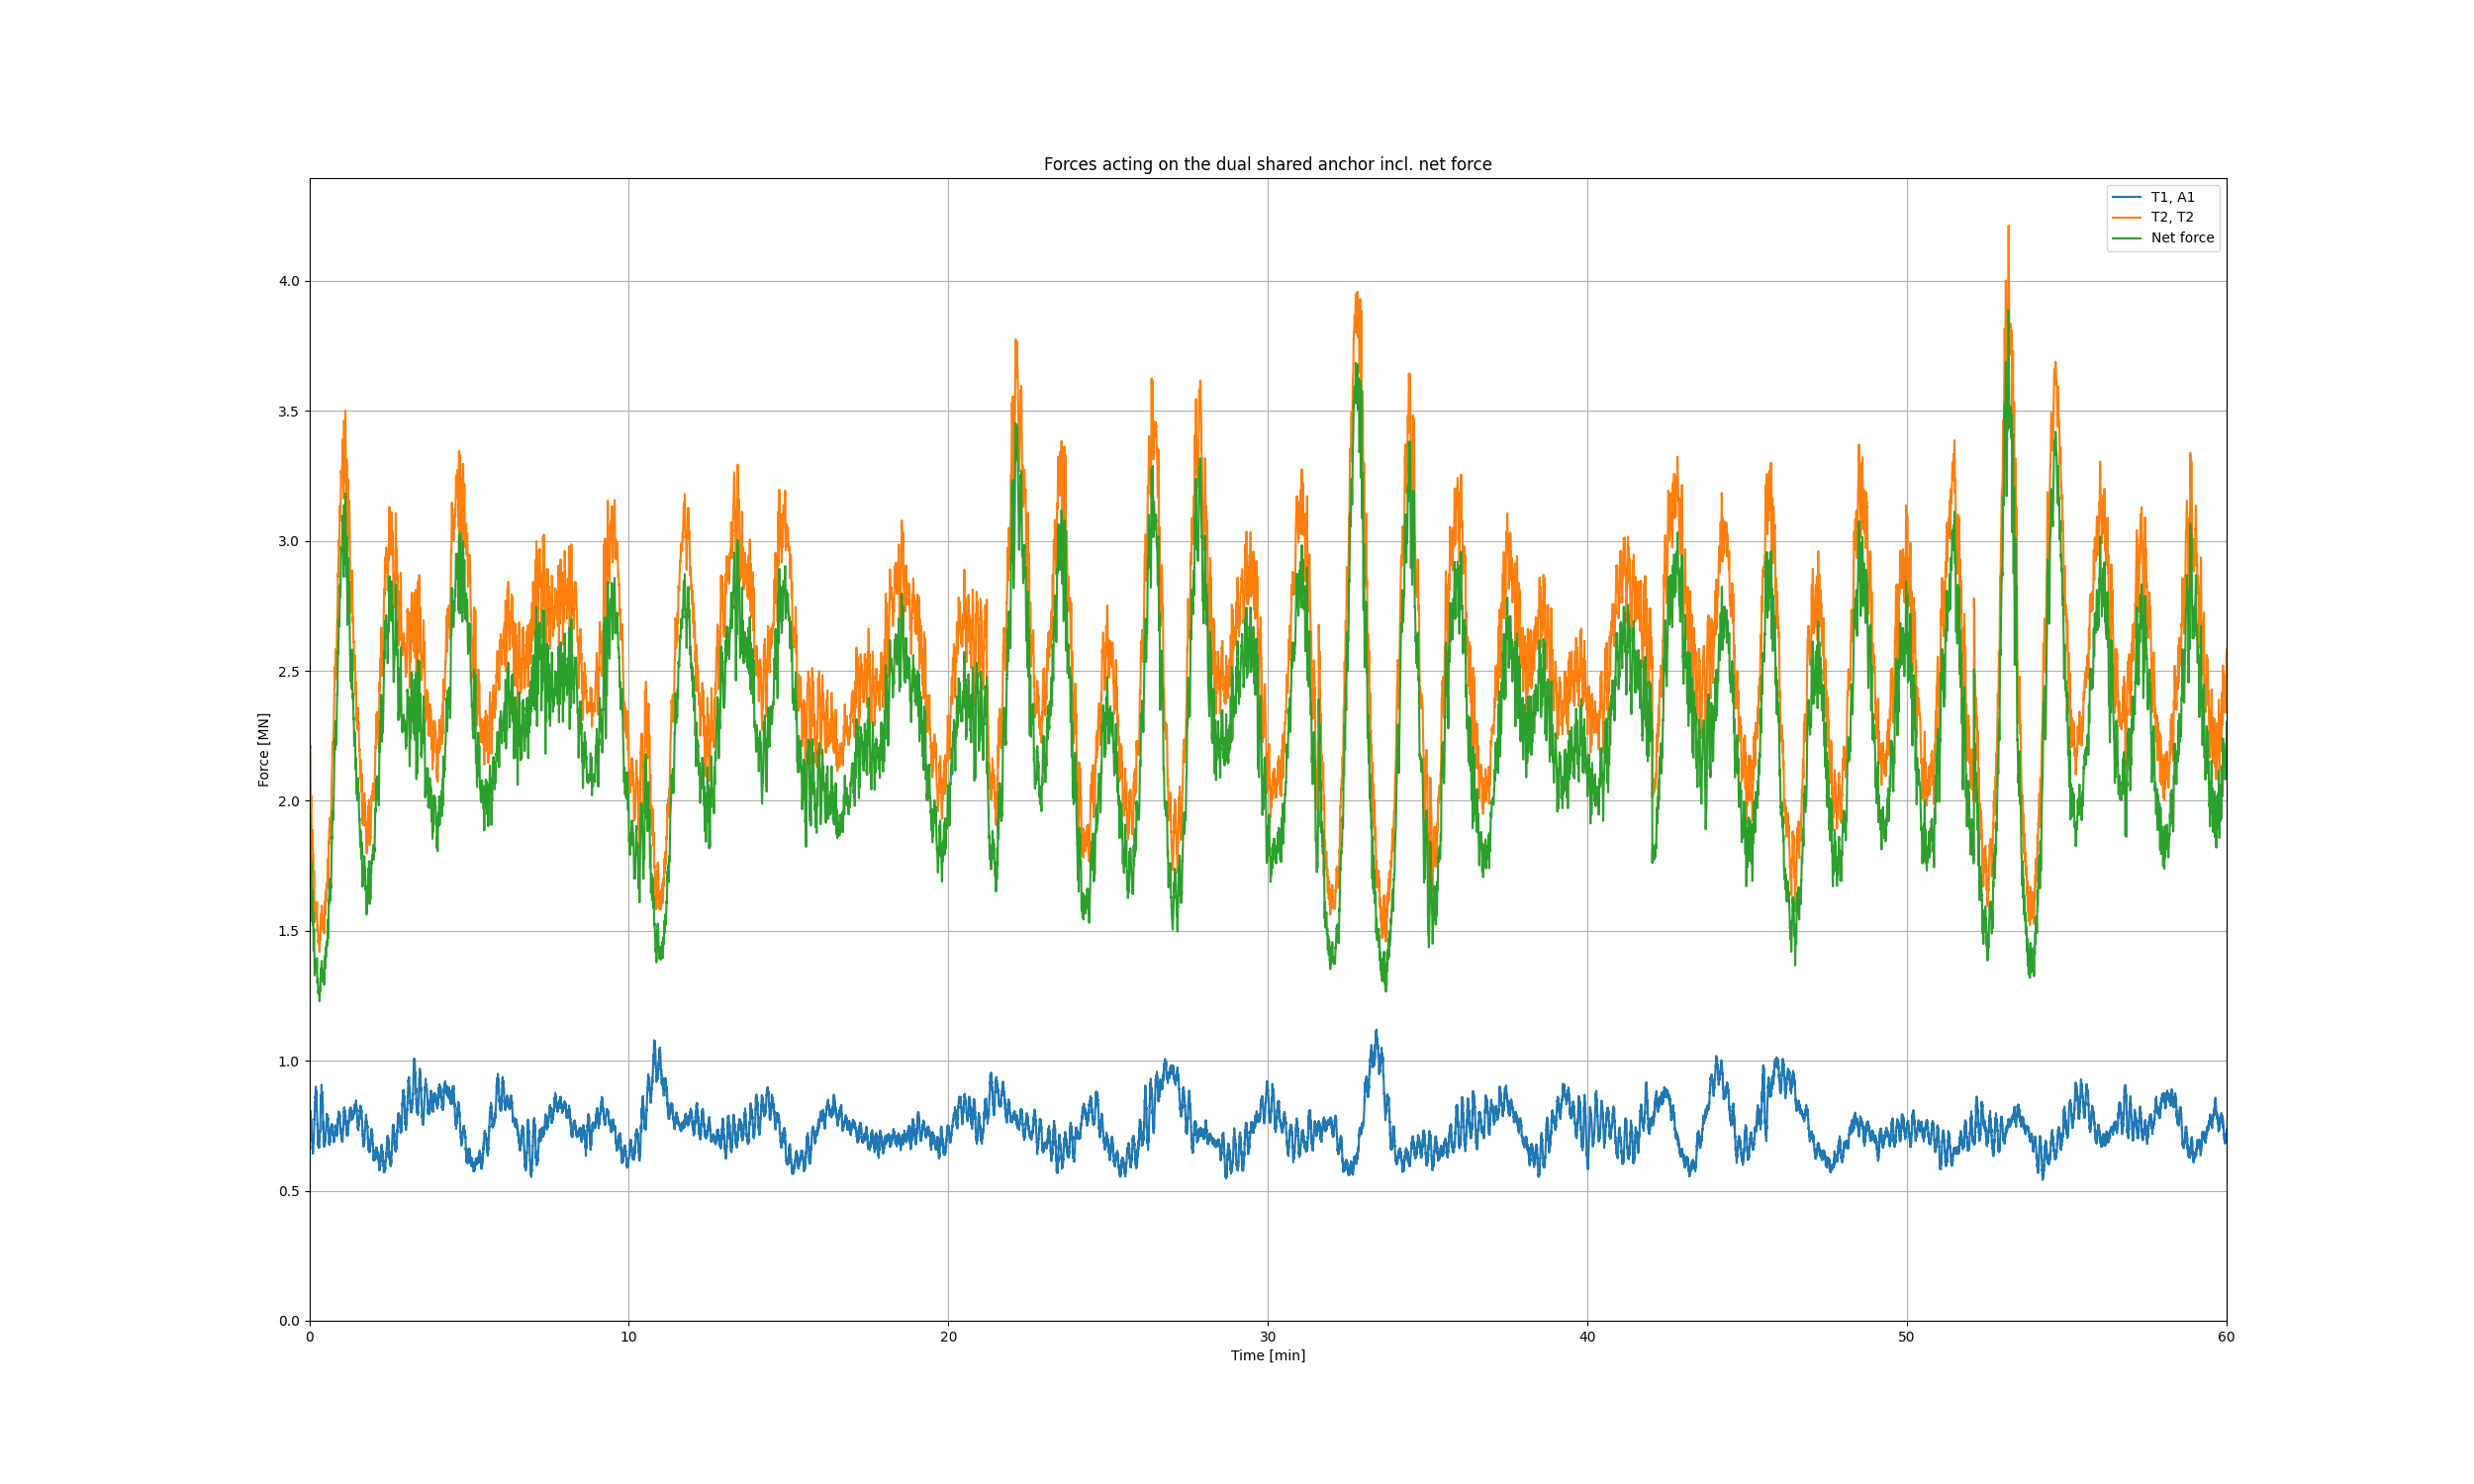 Forces acting on the dual shared anchor incl. net force
T1, A1
T2, T2
Net force
Force [MN]
4.0
3.5
3.0
2.5
2.0
1.5
1.0
0.5
0.0
0 10 20 30 40 50 60
Time [min]